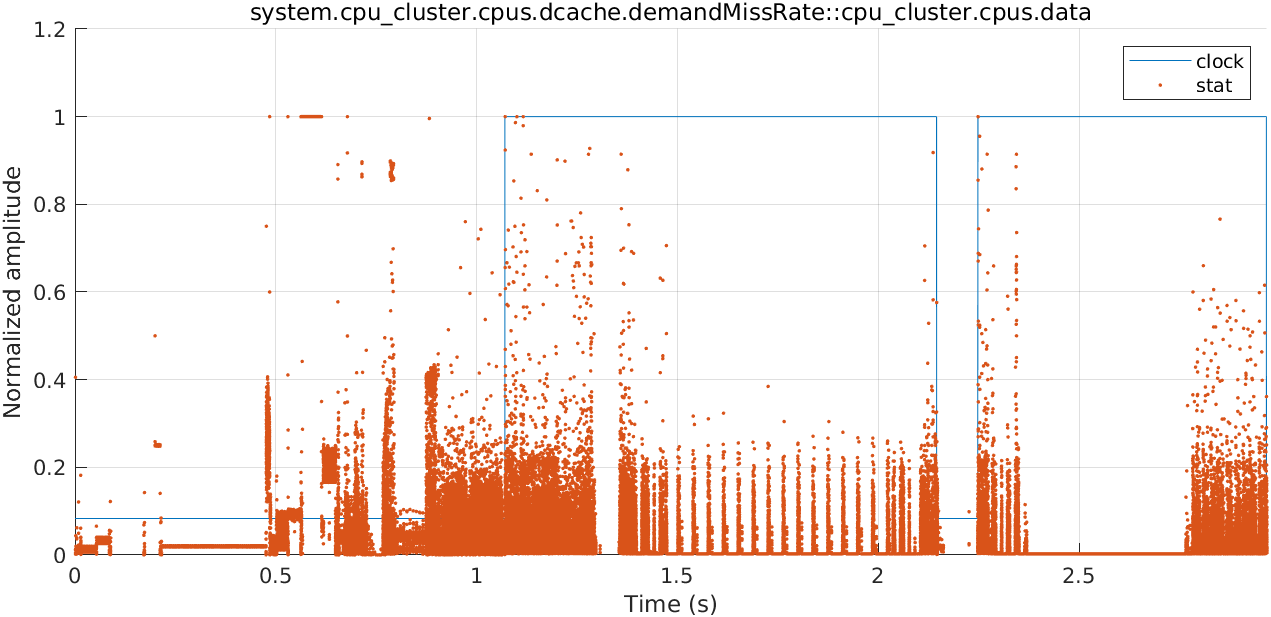 system.cpu_cluster.cpus.dcache.demandMissRate::cpu_cluster.cpus.data
1.2
1
0.8
0.6
0.4
0.2
0
Normalized amplitude
clock
stat
0
0.5
1
1.5
2
2.5
Time (s)